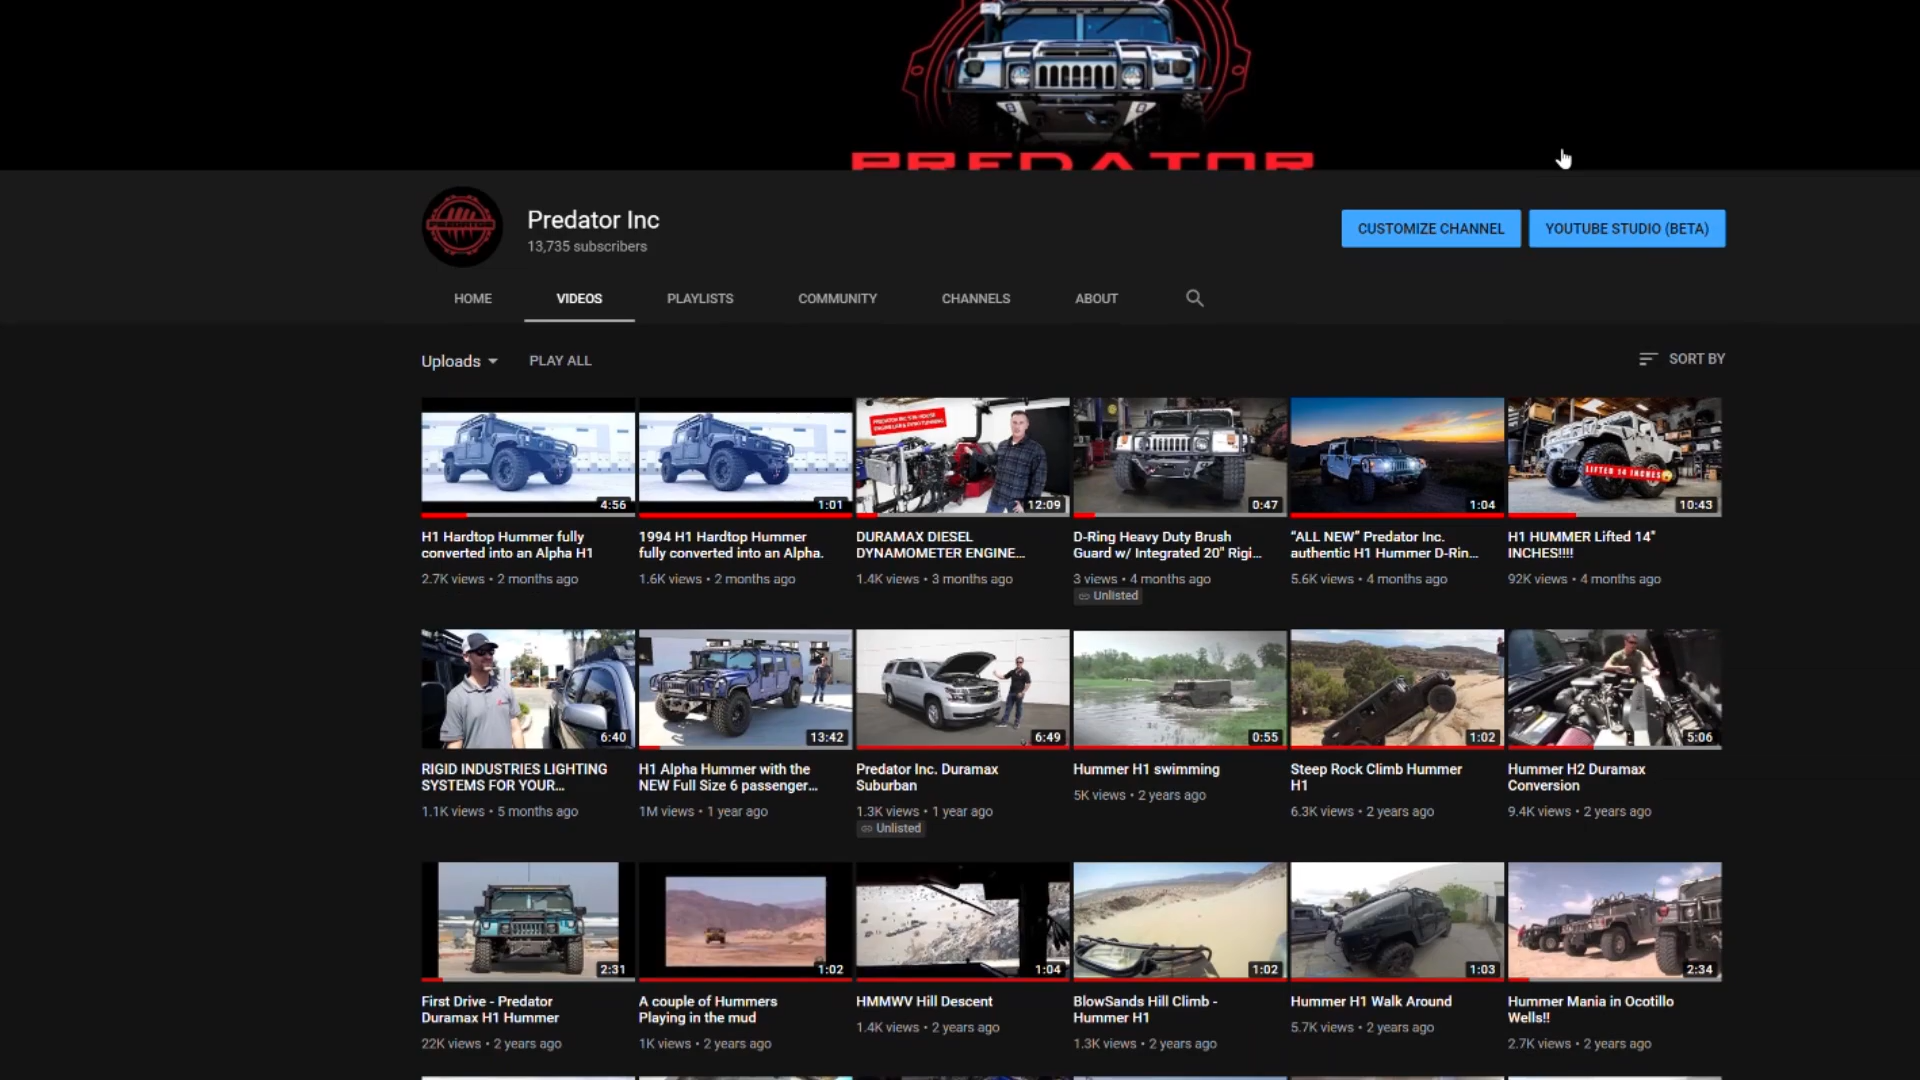 PREDATOR
Predator Inc
13,735 subscribers
CUSTOMIZE CHANNEL
YOUTUBE STUDIO (BETA)
HOME
VIDEOS
PLAYLISTS
COMMUNITY
CHANNELS
ABOUT
Uploads
PLAY ALL
SORT BY
4:56
H1 Hardtop Hummer fully
converted into an Alpha H1
2.7K views • 2 months ago
1:01
1994 H1 Hardtop Hummer
fully converted into an Alpha.
1.6K views • 2 months ago
12:09
DURAMAX DIESEL
DYNAMOMETER ENGINE...
1.4K views • 3 months ago
0:47
D-Ring Heavy Duty Brush
Guard w/ Integrated 20" Rigi...
3 views • 4 months ago
Unlisted
1:04
“ALL NEW” Predator Inc.
authentic H1 Hummer D-Rin...
5.6K views • 4 months ago
LIFTED 14 INCHES
10:43
H1 HUMMER Lifted 14"
INCHES!!!!
92K views • 4 months ago
6:40
RIGID INDUSTRIES LIGHTING
SYSTEMS FOR YOUR...
1.1K views • 5 months ago
13:42
H1 Alpha Hummer with the
NEW Full Size 6 passenger...
1M views • 1 year ago
6:49
Predator Inc. Duramax
Suburban
1.3K views • 1 year ago
Unlisted
0:55
Hummer H1 swimming
5K views • 2 years ago
1:02
Steep Rock Climb Hummer
H1
6.3K views • 2 years ago
5:06
Hummer H2 Duramax
Conversion
9.4K views • 2 years ago
2:31
First Drive - Predator
Duramax H1 Hummer
22K views • 2 years ago
1:02
A couple of Hummers
Playing in the mud
1K views • 2 years ago
1:04
HMMWV Hill Descent
1.4K views • 2 years ago
1:02
BlowSands Hill Climb -
Hummer H1
1.3K views • 2 years ago
1:03
Hummer H1 Walk Around
5.7K views • 2 years ago
2:34
Hummer Mania in Ocotillo
Wells!!
2.7K views • 2 years ago